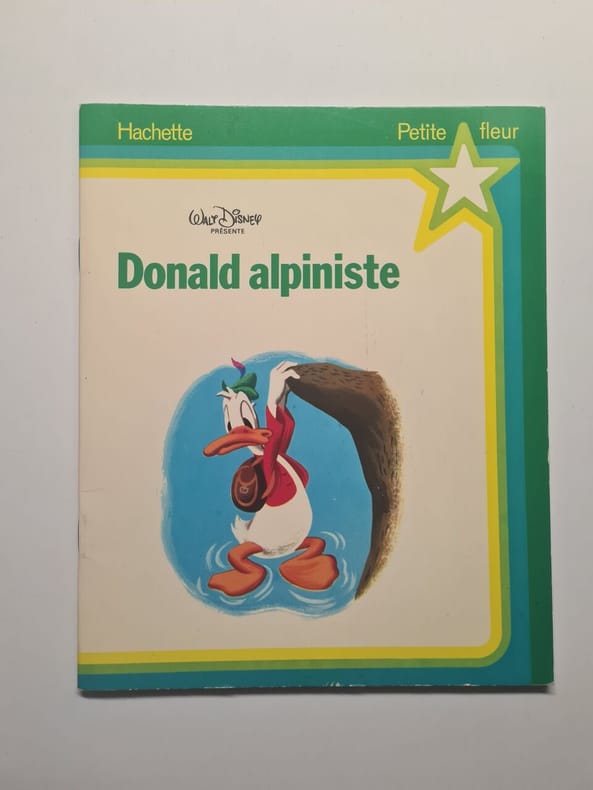 Hachette
Petite fleur
Walt Disney
PRÉSENTE
Donald alpiniste